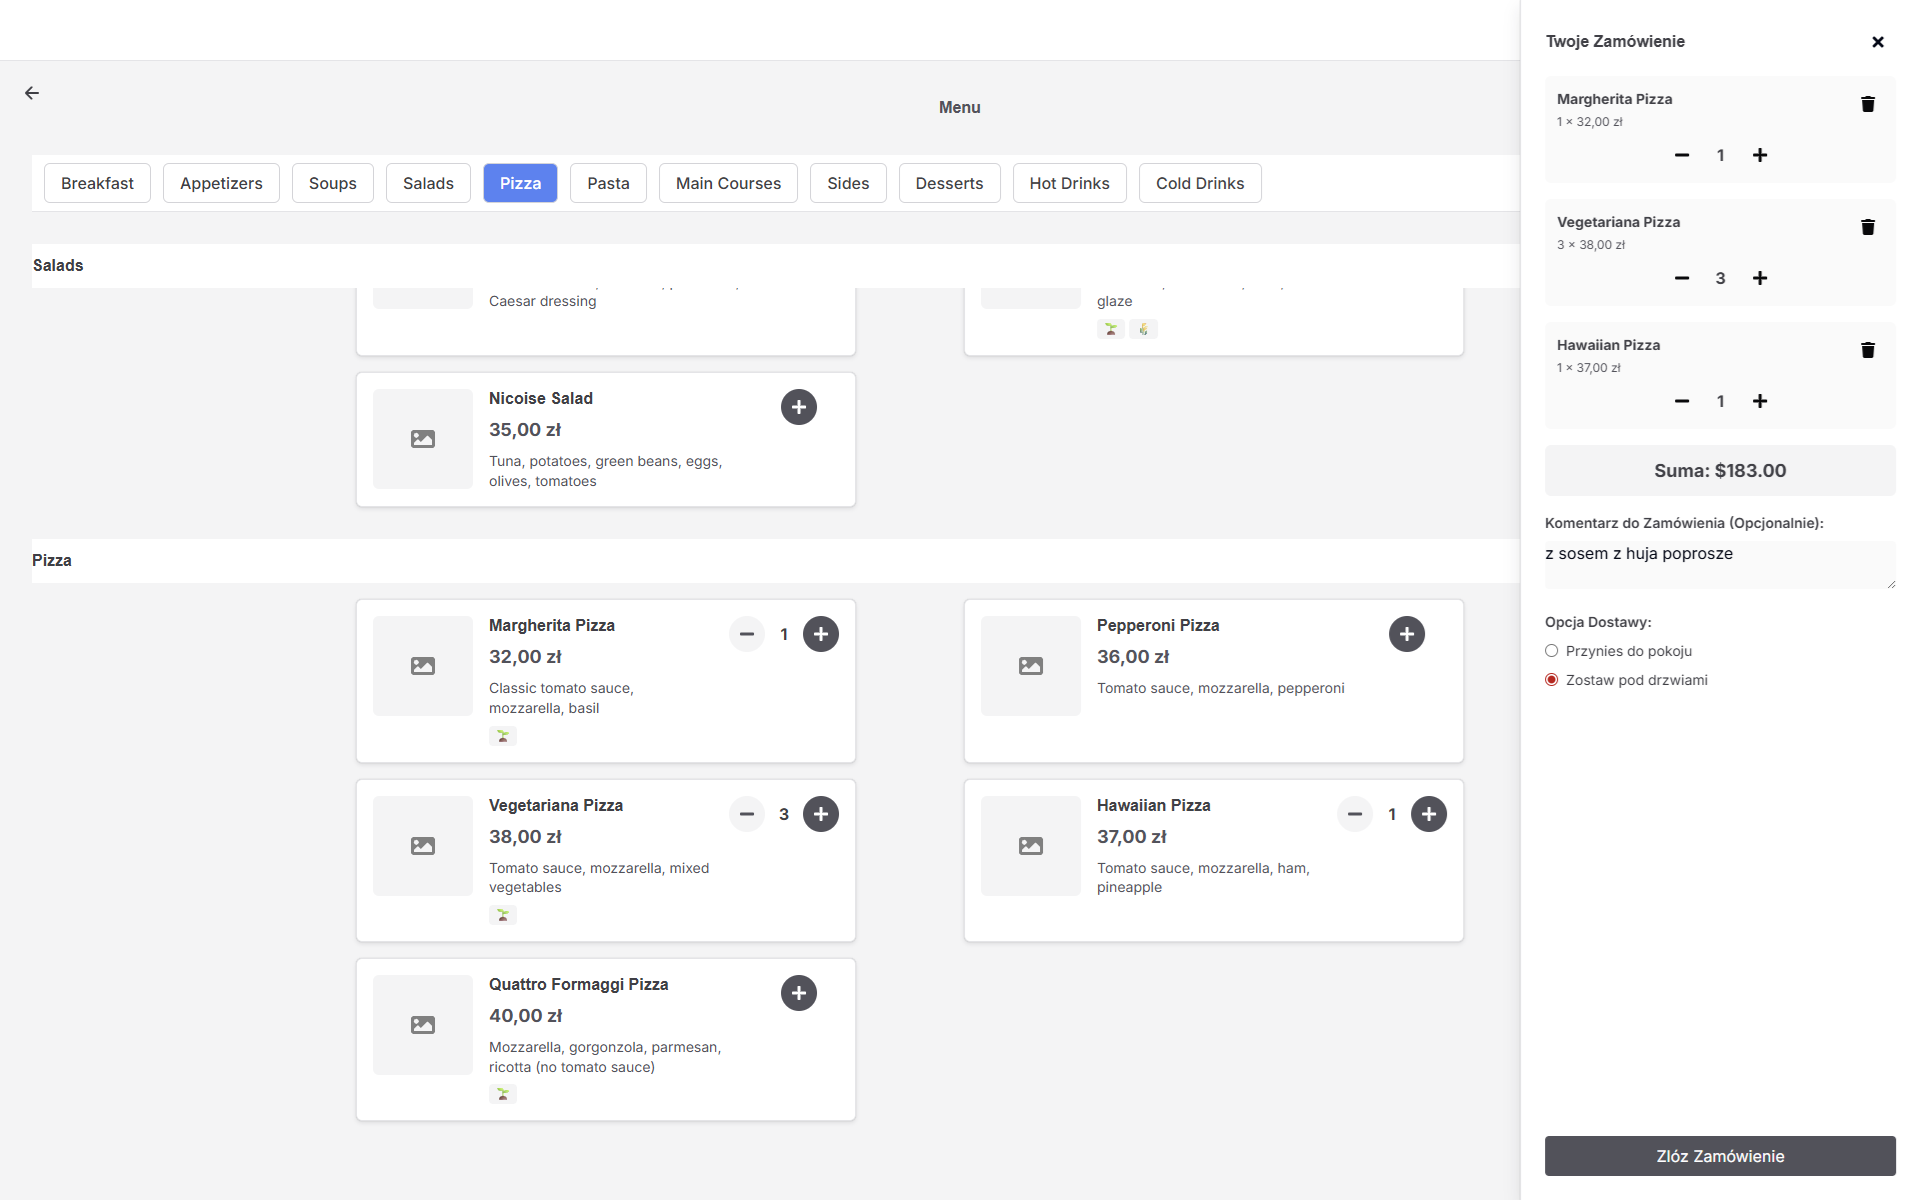 Menu
Breakfast
Appetizers
Soups
Salads
Pizza
Pasta
Main Courses
Sides
Desserts
Hot Drinks
Cold Drinks
Salads
Caesar dressing
glaze
Nicoise Salad
35,00 zł
Tuna, potatoes, green beans, eggs,
olives, tomatoes
Pizza
Margherita Pizza
1
32,00 zł
Classic tomato sauce,
mozzarella, basil
Pepperoni Pizza
36,00 zł
Tomato sauce, mozzarella, pepperoni
Vegetariana Pizza
3
38,00 zł
Tomato sauce, mozzarella, mixed
vegetables
Hawaiian Pizza
1
37,00 zł
Tomato sauce, mozzarella, ham,
pineapple
Quattro Formaggi Pizza
40,00 zł
Mozzarella, gorgonzola, parmesan,
ricotta (no tomato sauce)
Twoje Zamówienie
Margherita Pizza
1 × 32,00 zł
1
Vegetariana Pizza
3 × 38,00 zł
3
Hawaiian Pizza
1 × 37,00 zł
1
Suma: $183.00
Komentarz do Zamówienia (Opcjonalnie):
z sosem z huja poprosze
Opcja Dostawy:
Przynies do pokoju
Zostaw pod drzwiami
Zlóz Zamówienie